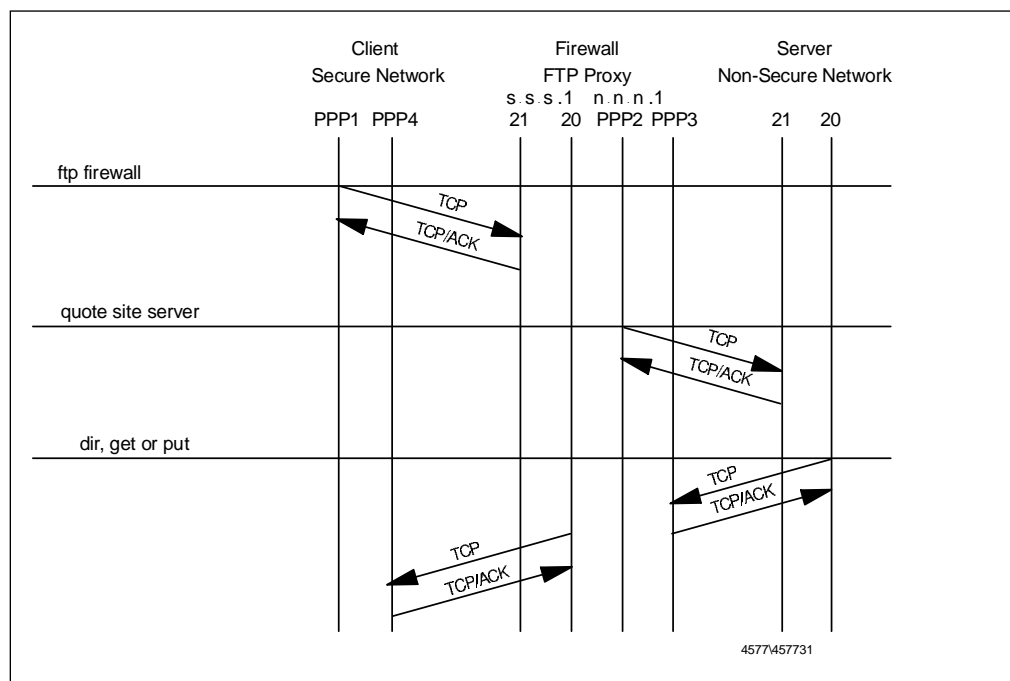 Client Firewall Server
Secure Network FTP Proxy Non-Secure Network
s.s.s.1 n.n.n.1
PPP1 PPP4 21 20 PPP2 PPP3 21 20
ftp firewall
TCP
TCP/ACK
quote site server
TCP
TCP/ACK
dir, get or put
TCP
TCP/ACK
TCP
TCP/ACK
4577\457731